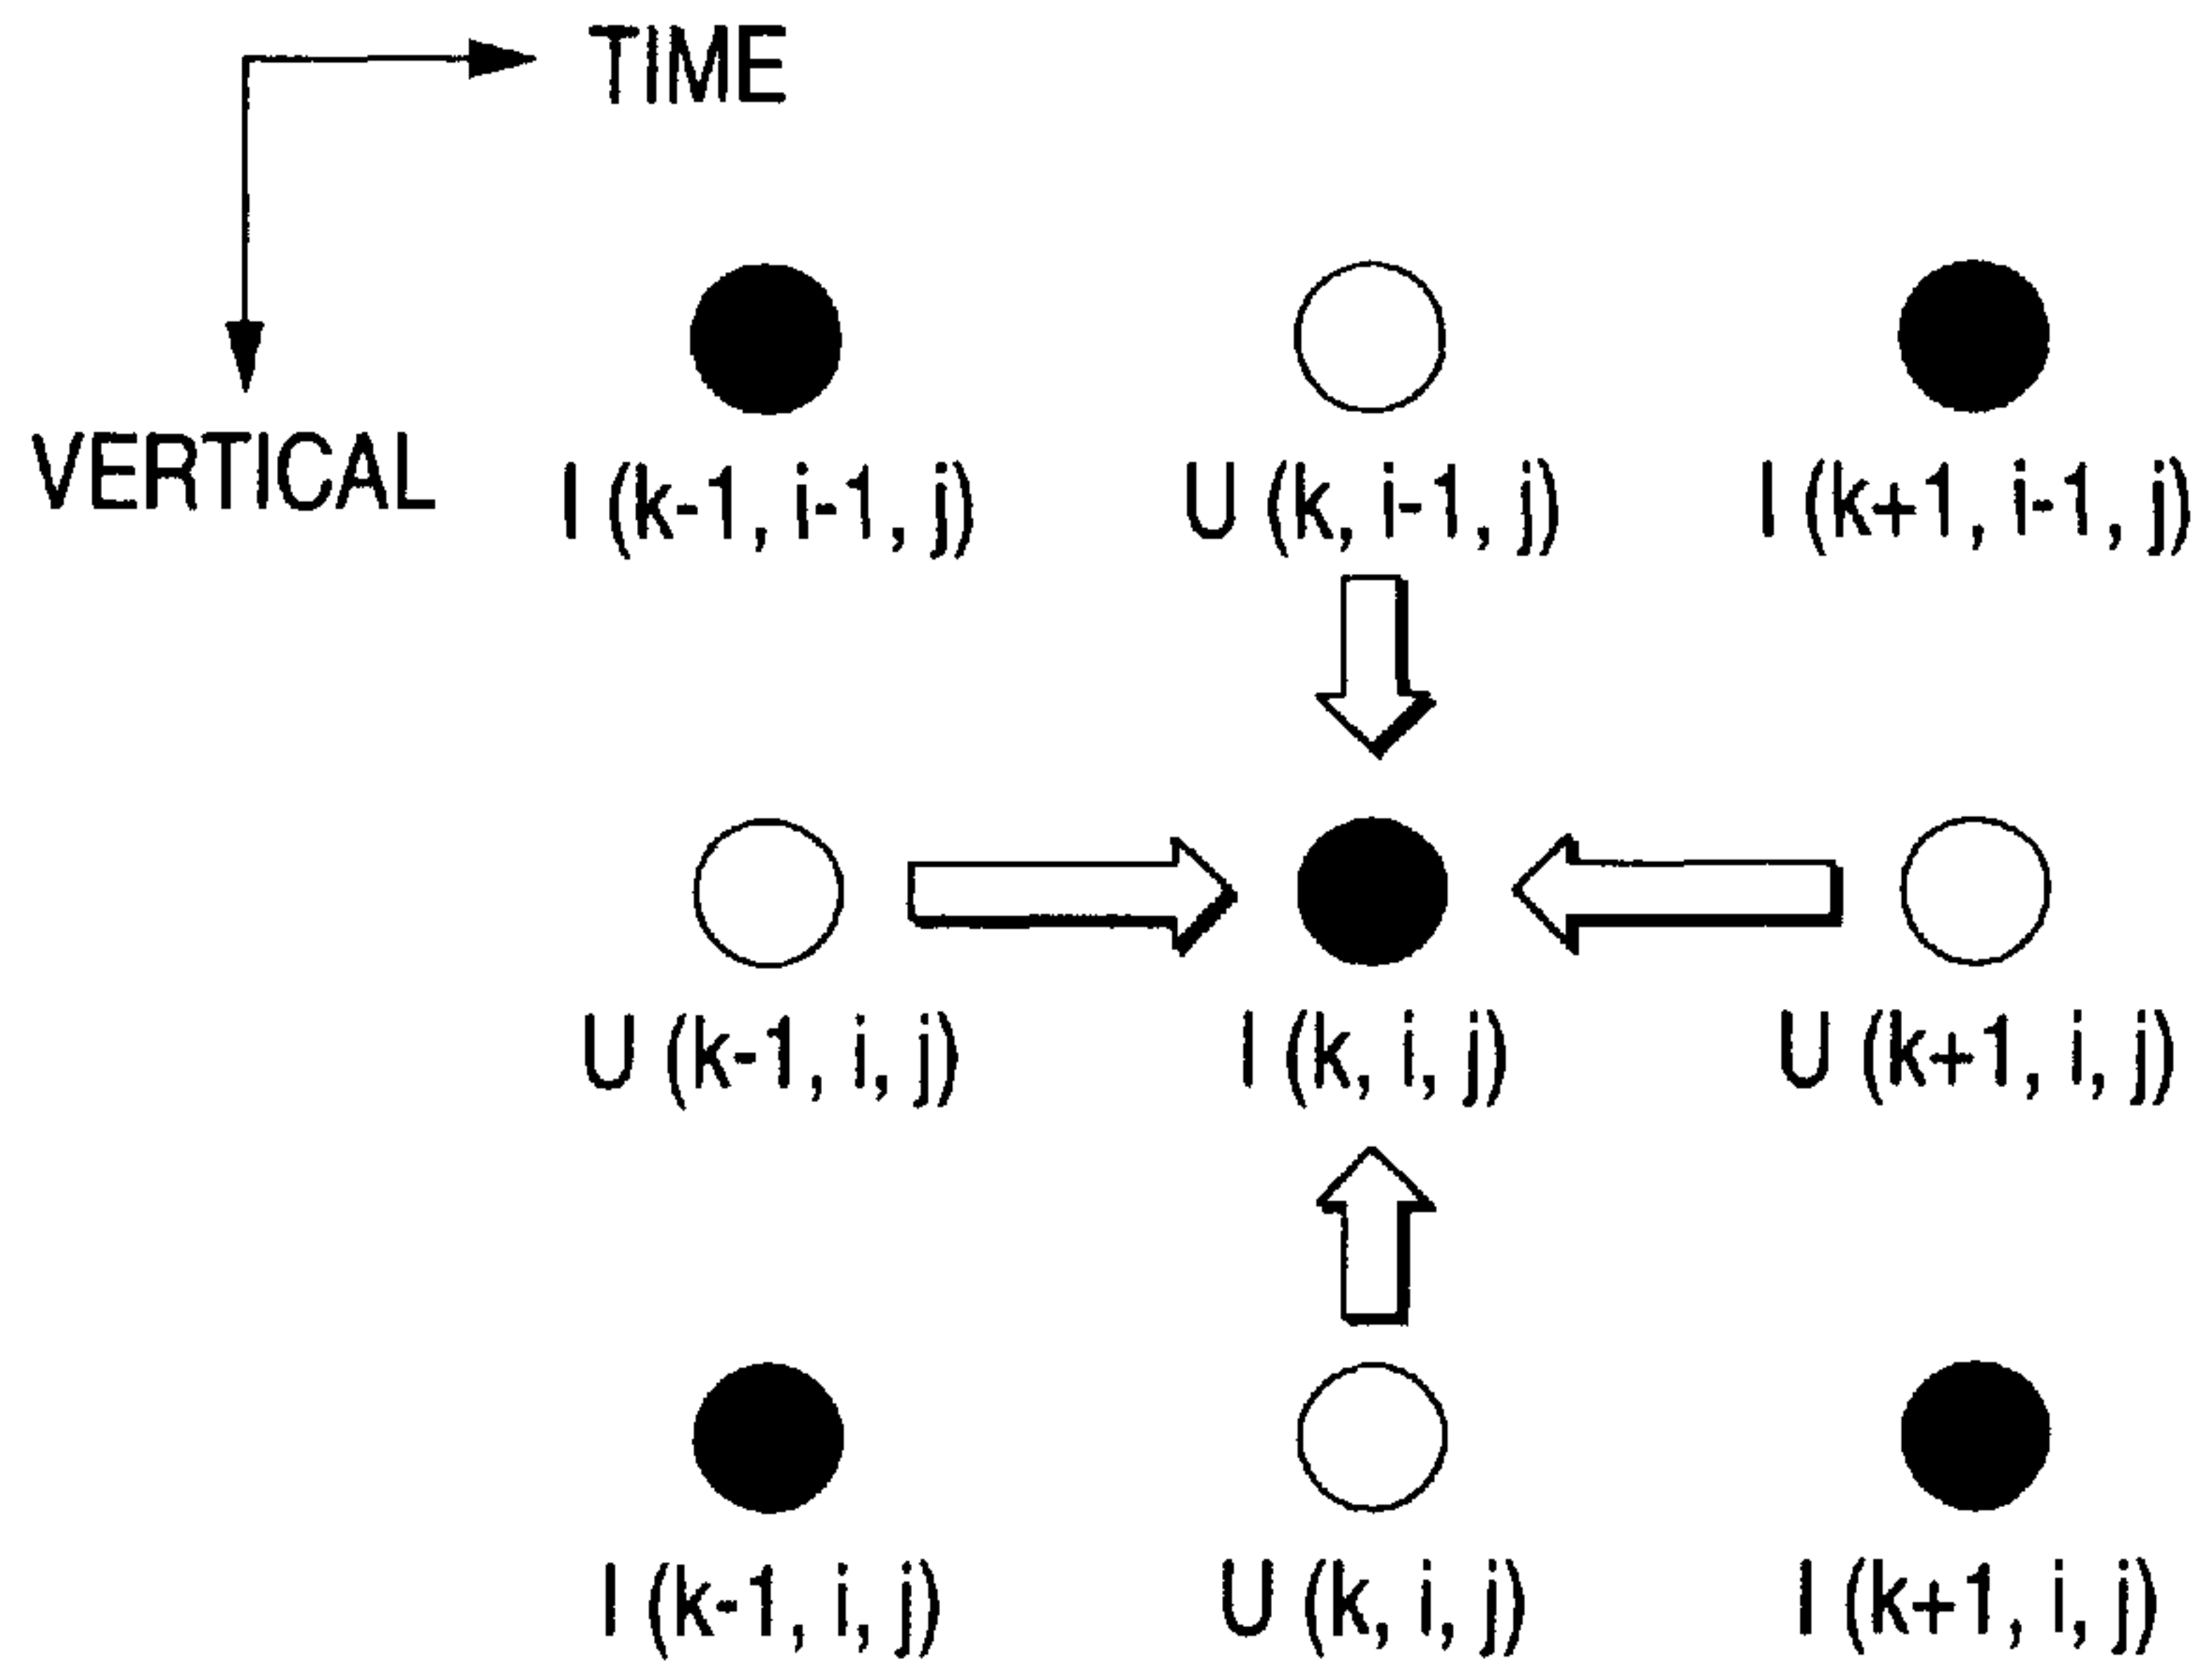 TIME
VERTICAL
I (k-1, i-1, j) U (k, i-1, j) I (k+1, i-1, j)
U (k-1, i, j) I (k, i, j) U (k+1, i, j)
I (k-1, i, j) U (k, i, j) I (k+1, i, j)